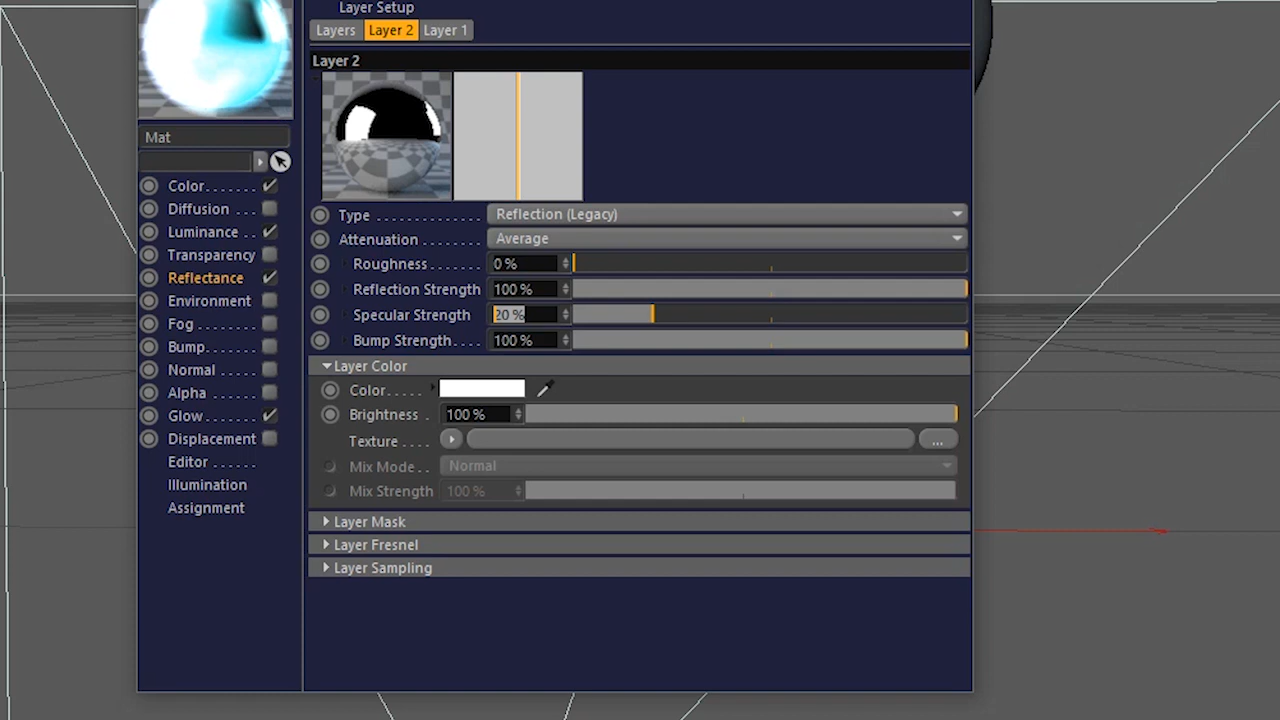 Layer Setup
Layers Layer 2 Layer 1
Layer 2
Mat
Color
Diffusion
Luminance
Transparency
Reflectance
Environment
Fog
Bump
Normal
Alpha
Glow
Displacement
Editor
Illumination
Assignment
Type Reflection (Legacy)
Attenuation Average
Roughness 0 %
Reflection Strength 100 %
Specular Strength 20 %
Bump Strength 100 %
Layer Color
Color
Brightness 100 %
Texture ...
Mix Mode Normal
Mix Strength 100 %
Layer Mask
Layer Fresnel
Layer Sampling